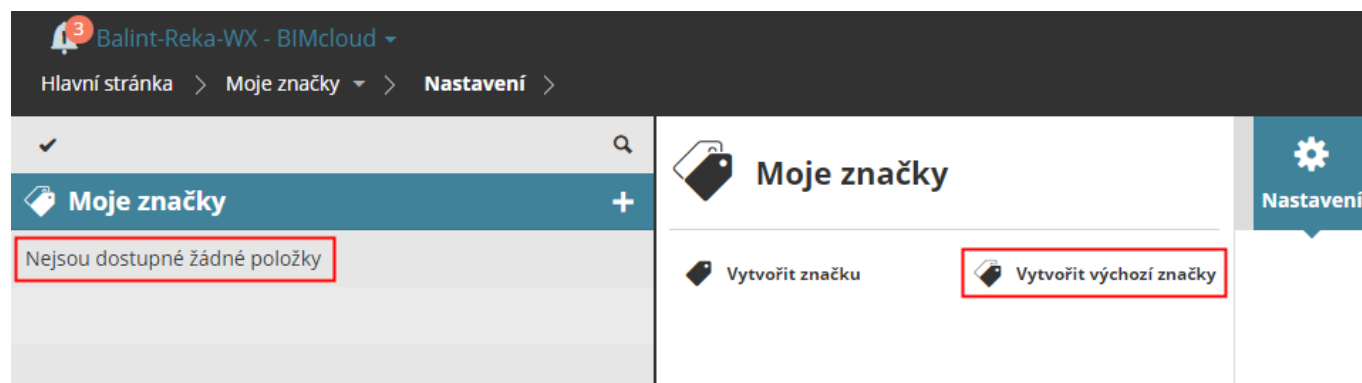 3
Balint-Reka-WX - BIMcloud
Hlavní stránka > Moje značky > Nastavení >
Moje značky +
Nejsou dostupné žádné položky
Moje značky
Vytvořit značku
Vytvořit výchozí značky
Nastavení